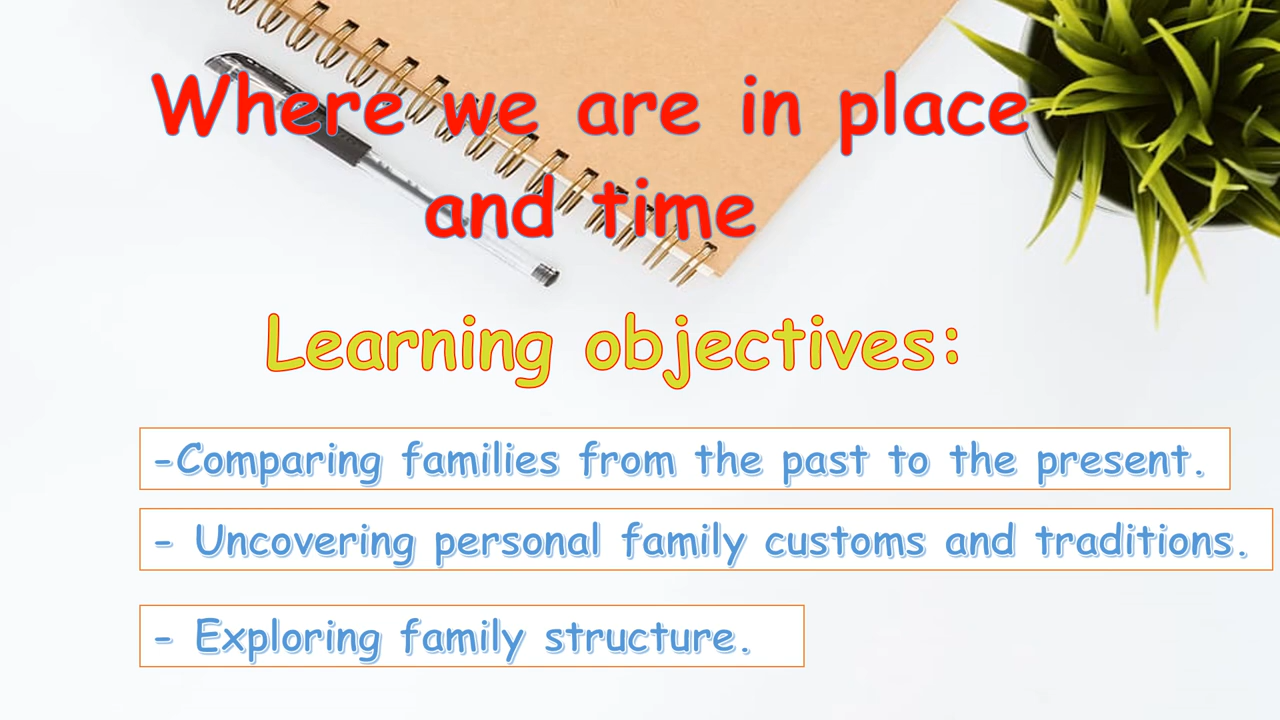 Where we are in place
and time
Learning objectives:
-Comparing families from the past to the present.
- Uncovering personal family customs and traditions.
- Exploring family structure.